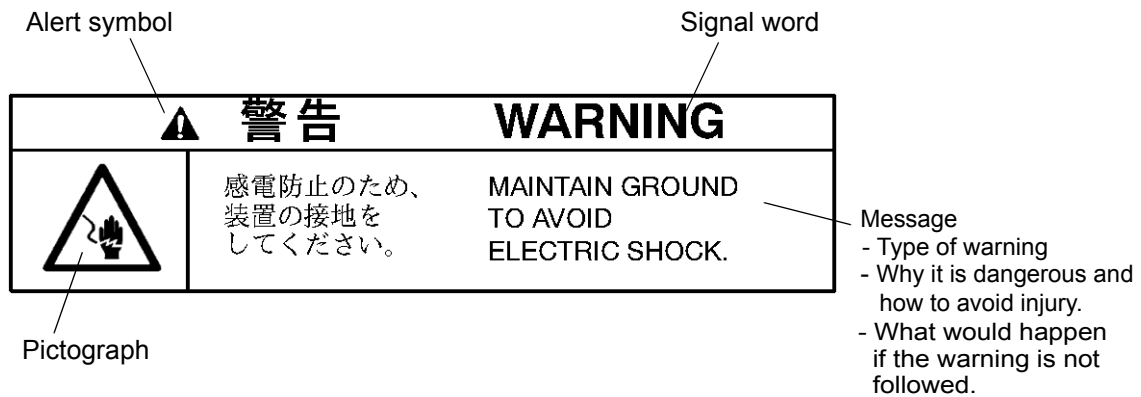 Alert symbol
Signal word
警告 WARNING
感電防止のため、
装置の接地を
してください。
MAINTAIN GROUND
TO AVOID
ELECTRIC SHOCK.
Message
- Type of warning
- Why it is dangerous and
how to avoid injury.
- What would happen
if the warning is not
followed.
Pictograph